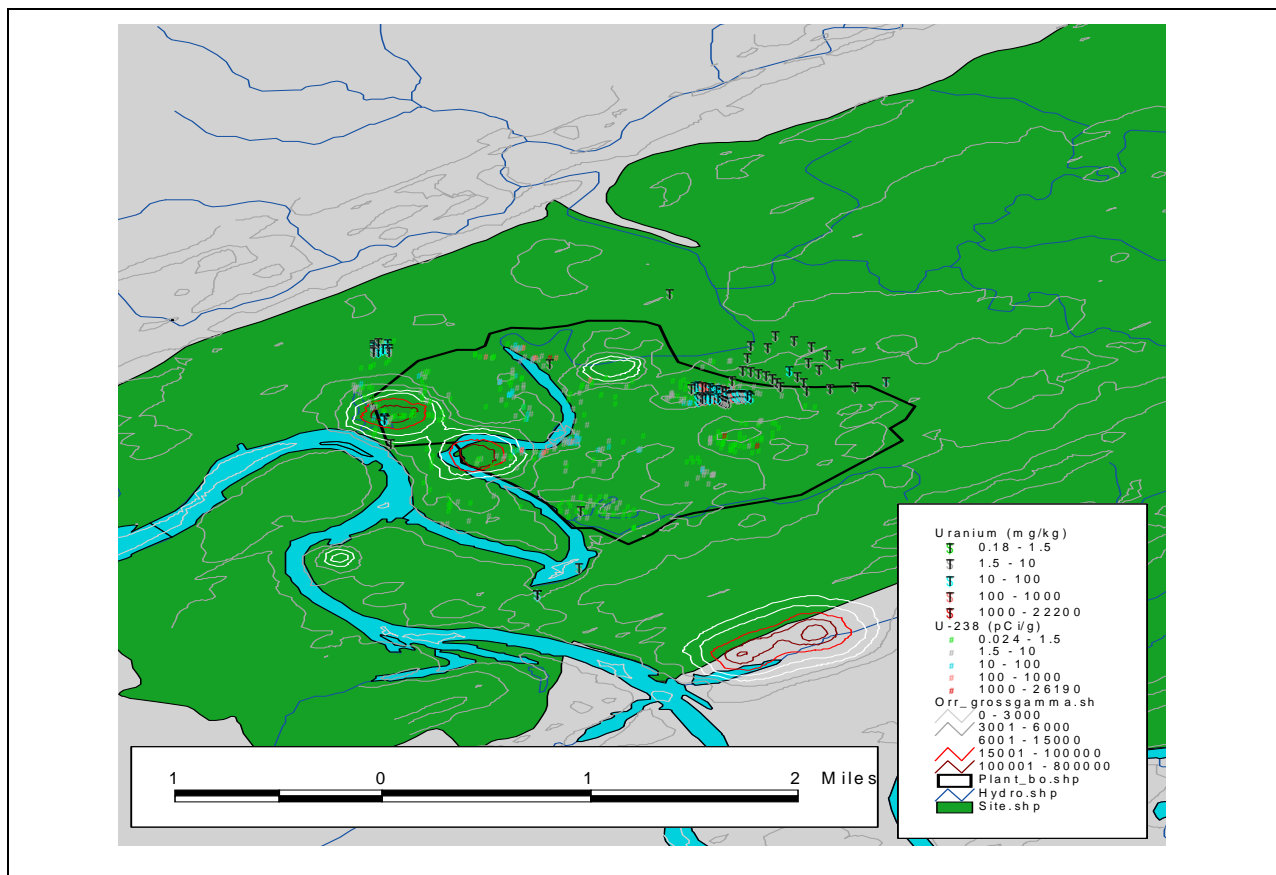 Uranium (mg/kg)
0.18 - 1.5
1.5 - 10
10 - 100
100 - 1000
1000 - 22200
U-238 (pCi/g)
0.024 - 1.5
1.5 - 10
10 - 100
100 - 1000
1000 - 26190
Orr_grossgamma.sh
0 - 3000
3001 - 6000
6001 - 15000
15001 - 100000
100001 - 800000
Plant_bo.shp
Hydro.shp
Site.shp
1 0 1 2 Miles